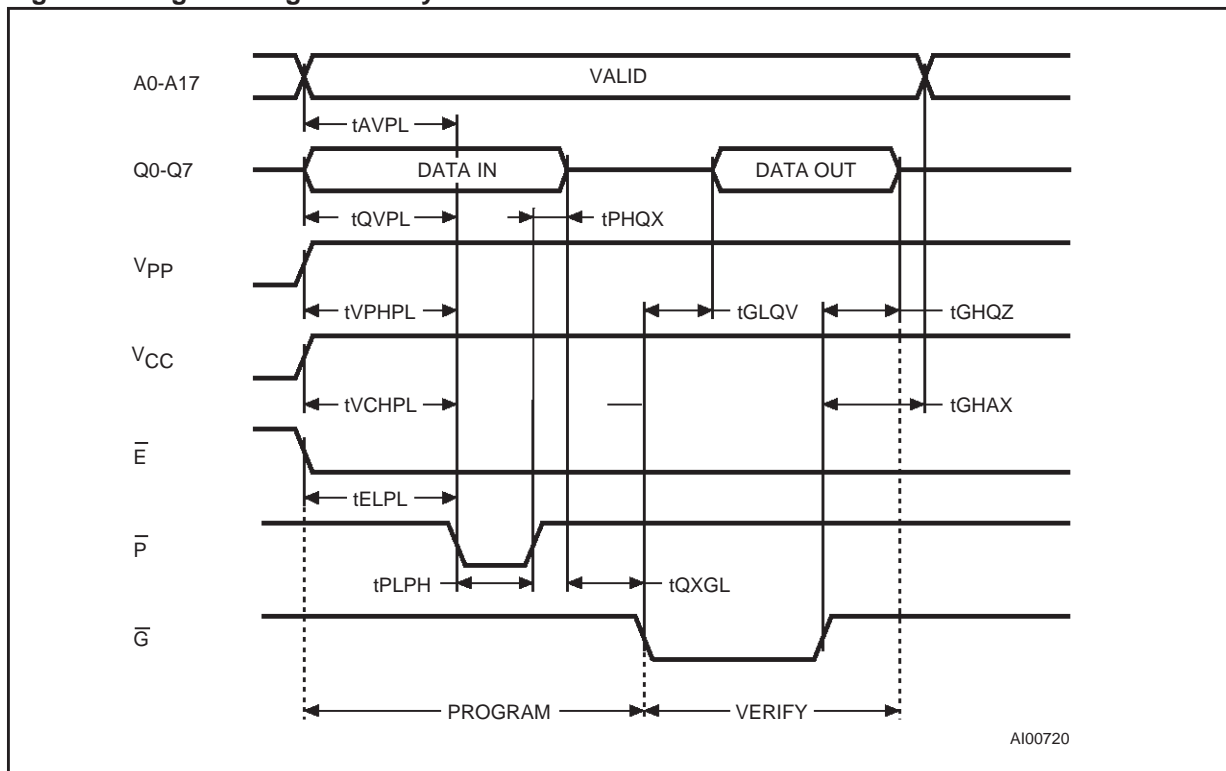 A0-A17
VALID
tAVPL
Q0-Q7
DATA IN
DATA OUT
tQVPL
tPHQX
VPP
tVPHPL
tGLQV
tGHQZ
VCC
tVCHPL
tGHAX
E
tELPL
P
tPLPH
tQXGL
G
PROGRAM
VERIFY
AI00720